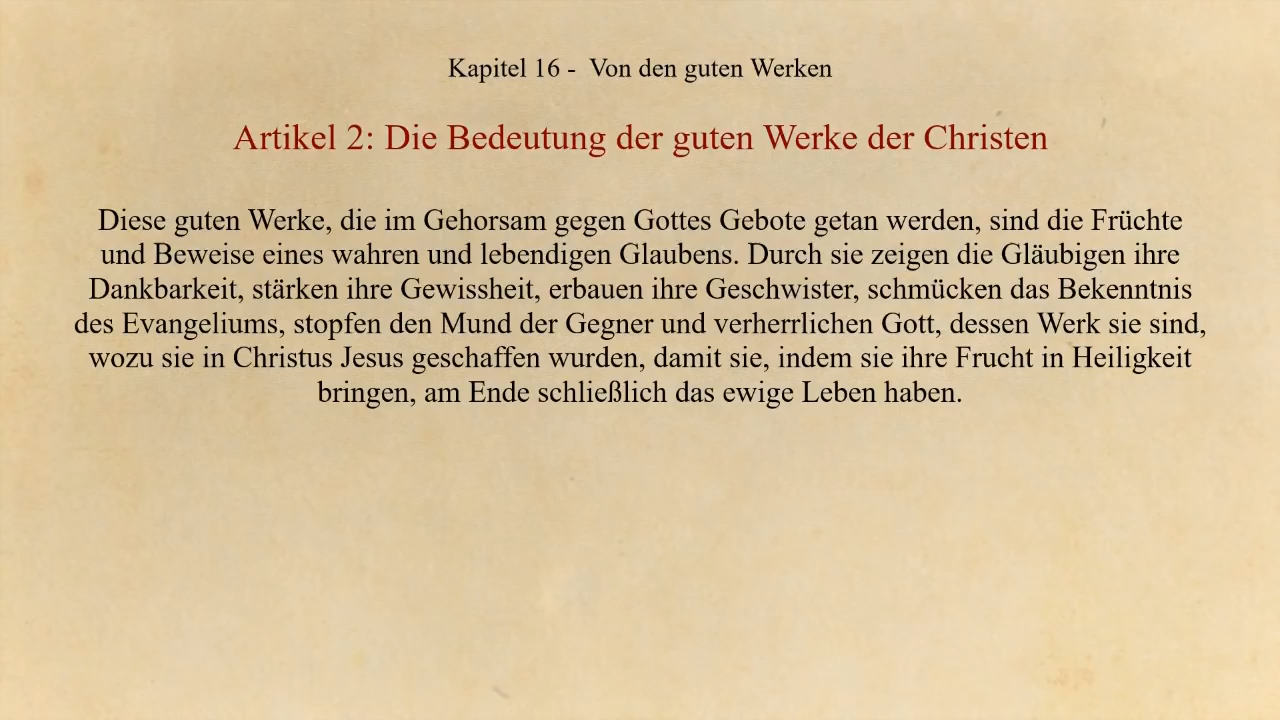 Kapitel 16 -  Von den guten Werken
Artikel 2: Die Bedeutung der guten Werke der Christen
Diese guten Werke, die im Gehorsam gegen Gottes Gebote getan werden, sind die Früchte
und Beweise eines wahren und lebendigen Glaubens. Durch sie zeigen die Gläubigen ihre
Dankbarkeit, stärken ihre Gewissheit, erbauen ihre Geschwister, schmücken das Bekenntnis
des Evangeliums, stopfen den Mund der Gegner und verherrlichen Gott, dessen Werk sie sind,
wozu sie in Christus Jesus geschaffen wurden, damit sie, indem sie ihre Frucht in Heiligkeit
bringen, am Ende schließlich das ewige Leben haben.